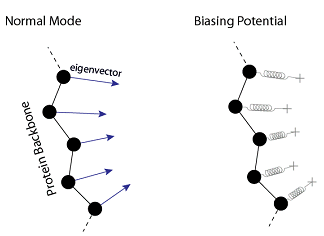 Normal Mode
Biasing Potential
eigenvector
Protein Backbone